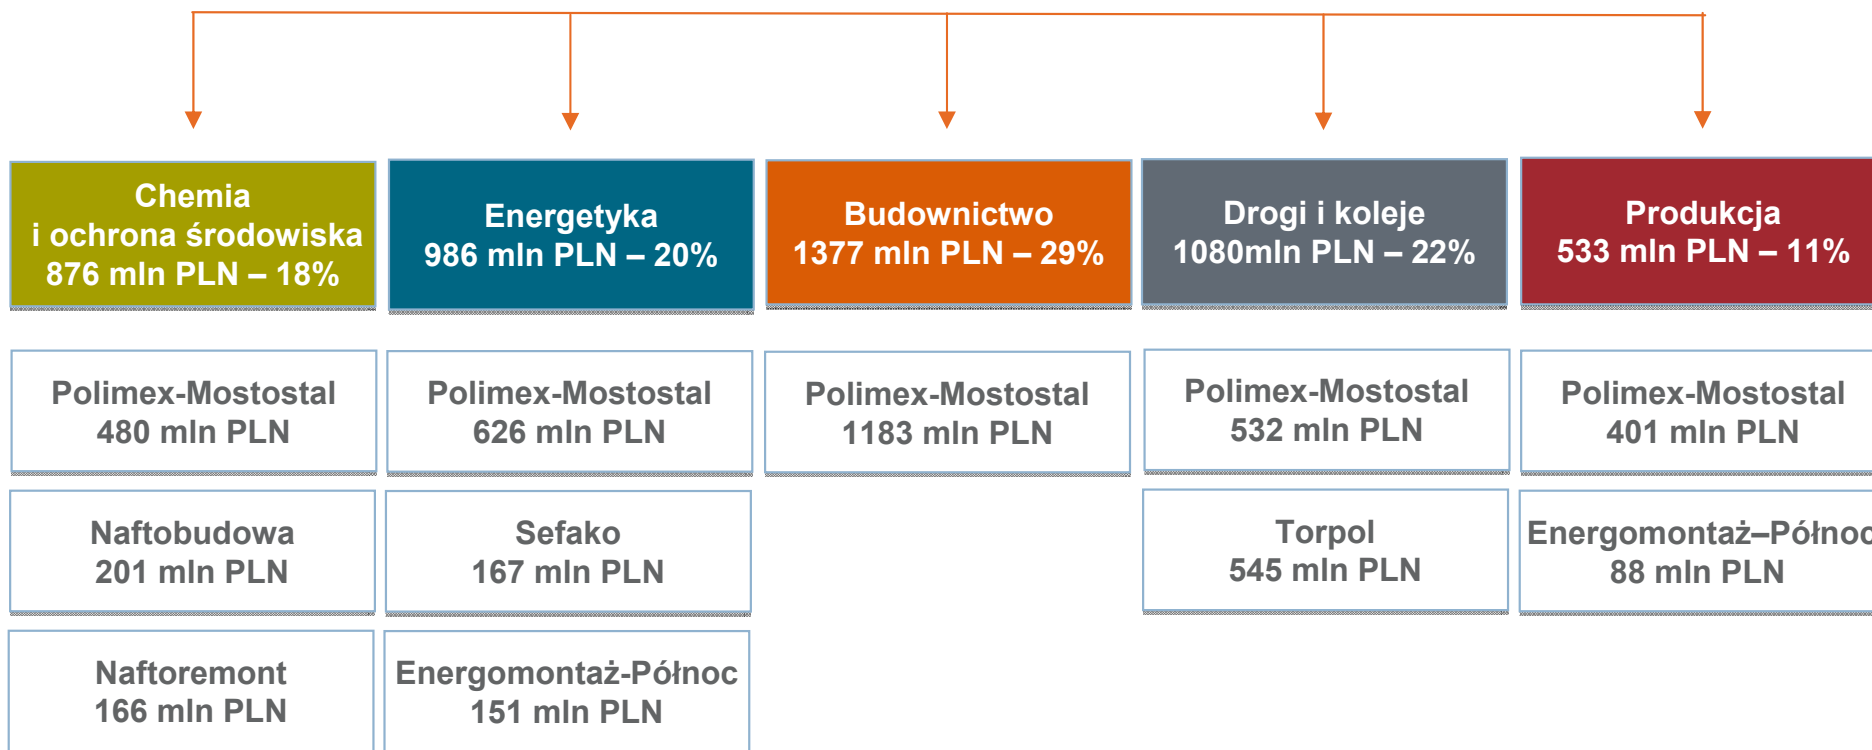 Chemia
i ochrona środowiska
876 mln PLN – 18%
Energetyka
986 mln PLN – 20%
Budownictwo
1377 mln PLN – 29%
Drogi i koleje
1080mln PLN – 22%
Produkcja
533 mln PLN – 11%
Polimex-Mostostal
480 mln PLN
Polimex-Mostostal
626 mln PLN
Polimex-Mostostal
1183 mln PLN
Polimex-Mostostal
532 mln PLN
Polimex-Mostostal
401 mln PLN
Naftobudowa
201 mln PLN
Sefako
167 mln PLN
Torpol
545 mln PLN
Energomontaż–Północ
88 mln PLN
Naftoremont
166 mln PLN
Energomontaż-Północ
151 mln PLN